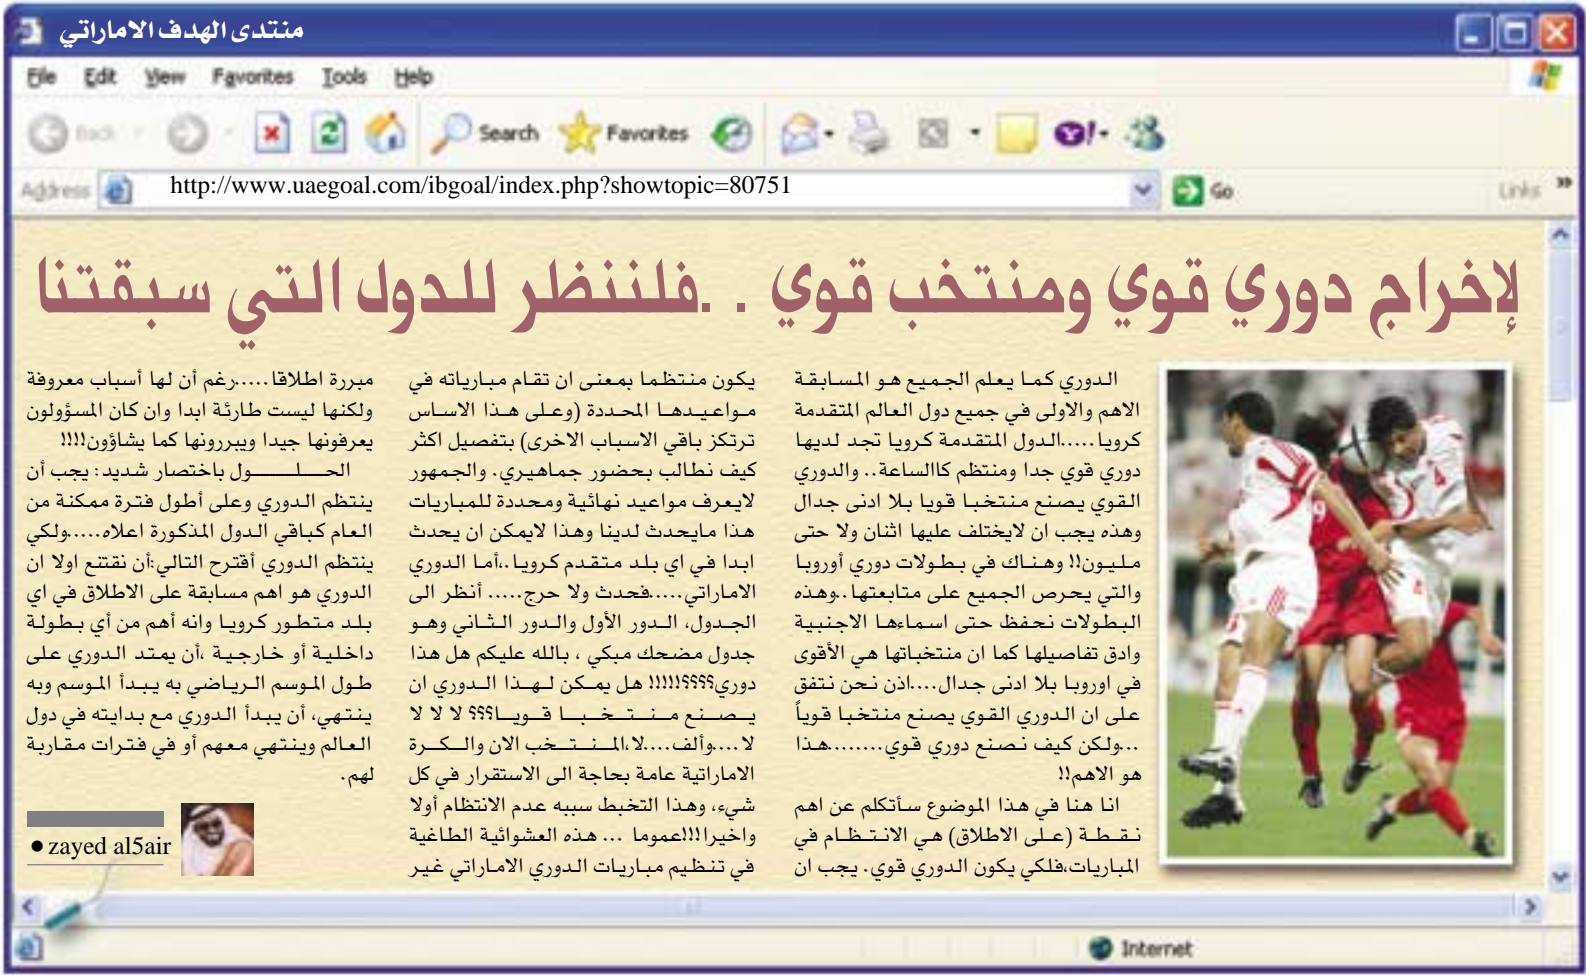 منتدى الهدف الاماراتي
File Edit View Favorites Tools Help
Back Search Favorites
Address http://www.uaegoal.com/ibgoal/index.php?showtopic=80751 Go Links »
لإخراج دوري قوي ومنتخب قوي . .فلننظر للدول التي سبقتنا
الدوري كما يعلم الجميع هو المسابقة
الاهم والاولى في جميع دول العالم المتقدمة
كرويا.....الدول المتقدمة كرويا تجد لديها
دوري قوي جدا ومنتظم كاالساعة.. والدوري
القوي يصنع منتخبا قويا بلا ادنى جدال
وهذه يجب ان لايختلف عليها اثنان ولا حتى
مليون!! وهناك في بطولات دوري أوروبا
والتي يحرص الجميع على متابعتها..وهذه
البطولات نحفظ حتى اسماءها الاجنبية
وادق تفاصيلها كما ان منتخباتها هي الأقوى
في اوروبا بلا ادنى جدال....اذن نحن نتفق
على ان الدوري القوي يصنع منتخبا قوياً
...ولكن كيف نصنع دوري قوي........هذا
هو الاهم!!
انا هنا في هذا الموضوع سأتكلم عن اهم
نقطة (على الاطلاق) هي الانتظام في
المباريات،فلكي يكون الدوري قوي. يجب ان
يكون منتظما بمعنى ان تقام مبارياته في
مواعيدها المحددة (وعلى هذا الاساس
ترتكز باقي الاسباب الاخرى) بتفصيل اكثر
كيف نطالب بحضور جماهيري. والجمهور
لايعرف مواعيد نهائية ومحددة للمباريات
هذا مايحدث لدينا وهذا لايمكن ان يحدث
ابدا في اي بلد متقدم كرويا..،أما الدوري
الاماراتي.....فحدث ولا حرج..... أنظر الى
الجدول، الدور الأول والدور الثاني وهو
جدول مضحك مبكي ، بالله عليكم هل هذا
دوري؟؟؟؟!!!!! هل يمكن لهذا الدوري ان
يصنع منتخبا قويا؟؟؟ لا لا لا
لا....وألف....لا،المنتخب الان والكرة
الاماراتية عامة بحاجة الى الاستقرار في كل
شيء، وهذا التخبط سببه عدم الانتظام أولا
واخيرا!!!عموما ... هذه العشوائية الطاغية
في تنظيم مباريات الدوري الاماراتي غير
مبررة اطلاقا.....رغم أن لها أسباب معروفة
ولكنها ليست طارئة ابدا وان كان المسؤولون
يعرفونها جيدا ويبررونها كما يشاؤون!!!!
الحلول باختصار شديد: يجب أن
ينتظم الدوري وعلى أطول فترة ممكنة من
العام كباقي الدول المذكورة اعلاه.....ولكي
ينتظم الدوري أقترح التالي:أن نقتنع اولا ان
الدوري هو اهم مسابقة على الاطلاق في اي
بلد متطور كرويا وانه أهم من أي بطولة
داخلية أو خارجية ،أن يمتد الدوري على
طول الموسم الرياضي به يبدأ الموسم وبه
ينتهي، أن يبدأ الدوري مع بدايته في دول
العالم وينتهي معهم أو في فترات مقاربة
لهم.
• zayed al5air
Internet